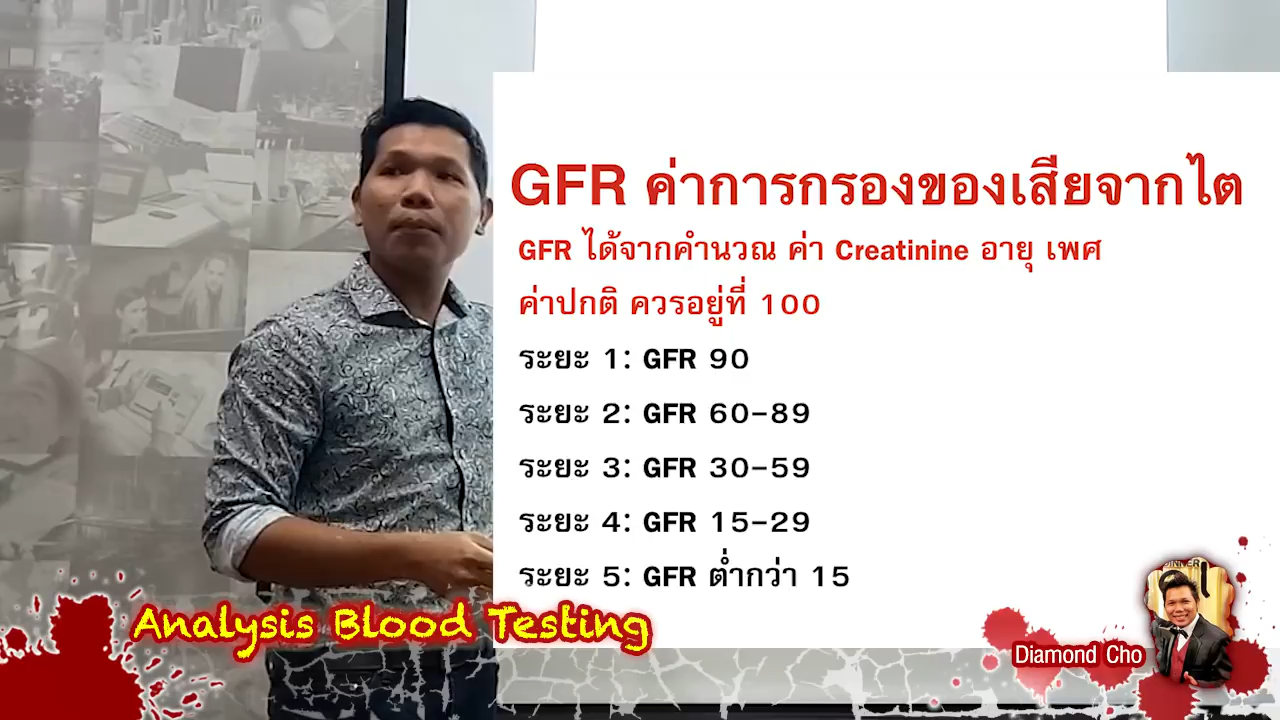 GFR ค่าการกรองของเสียจากไต
GFR ได้จากคำนวณ ค่า Creatinine อายุ เพศ
ค่าปกติ ควรอยู่ที่ 100
ระยะ 1: GFR 90
ระยะ 2: GFR 60-89
ระยะ 3: GFR 30-59
ระยะ 4: GFR 15-29
ระยะ 5: GFR ต่ำกว่า 15
Analysis Blood Testing
Diamond Cho